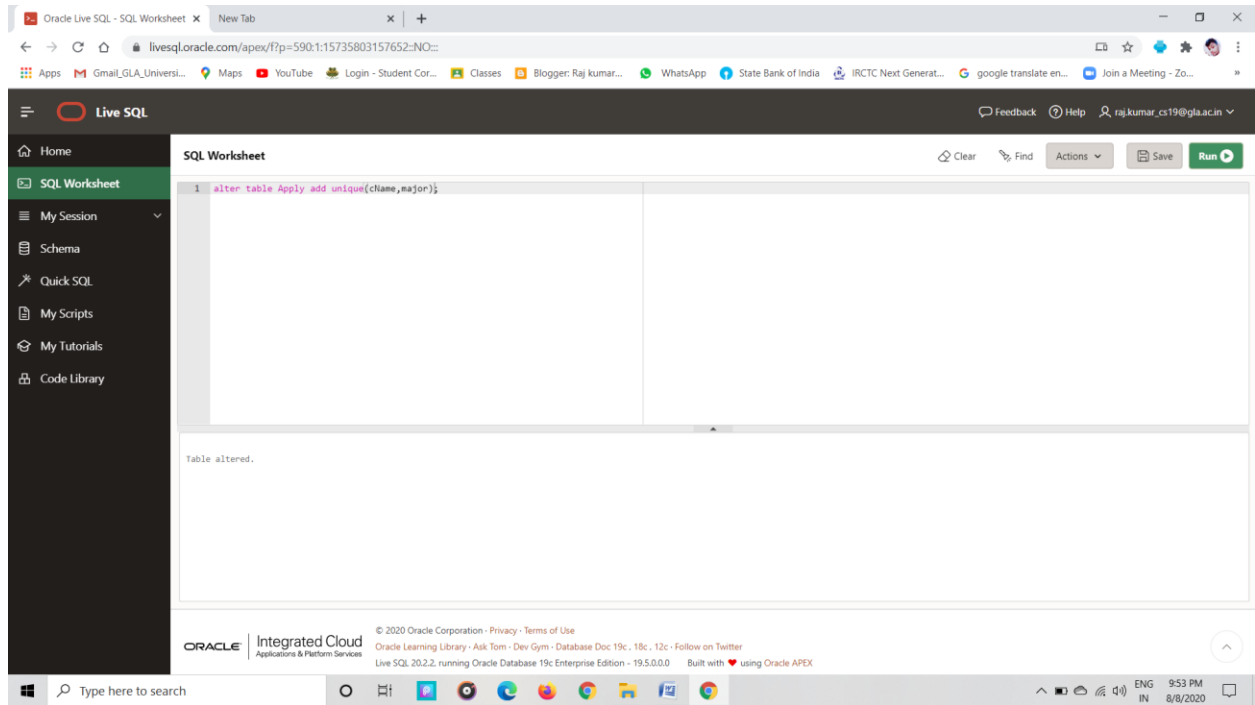 Oracle Live SQL - SQL Worksheet
New Tab
livesql.oracle.com/apex/f?p=590:1:15735803157652::NO:::
Apps Gmail_GLA_Universi... Maps YouTube Login - Student Cor... Classes Blogger: Raj kumar... WhatsApp State Bank of India IRCTC Next Generat... google translate en... Join a Meeting - Zo... »
Live SQL
Feedback Help raj.kumar_cs19@gla.ac.in
Home
SQL Worksheet
My Session
Schema
Quick SQL
My Scripts
My Tutorials
Code Library
SQL Worksheet
Clear Find Actions Save Run
1 alter table Apply add unique(cName,major);
Table altered.
ORACLE Integrated Cloud
Applications & Platform Services
© 2020 Oracle Corporation · Privacy · Terms of Use
Oracle Learning Library · Ask Tom · Dev Gym · Database Doc 19c, 18c, 12c · Follow on Twitter
Live SQL 20.2.2, running Oracle Database 19c Enterprise Edition - 19.5.0.0.0 Built with ❤ using Oracle APEX
Type here to search
ENG
IN
9:53 PM
8/8/2020